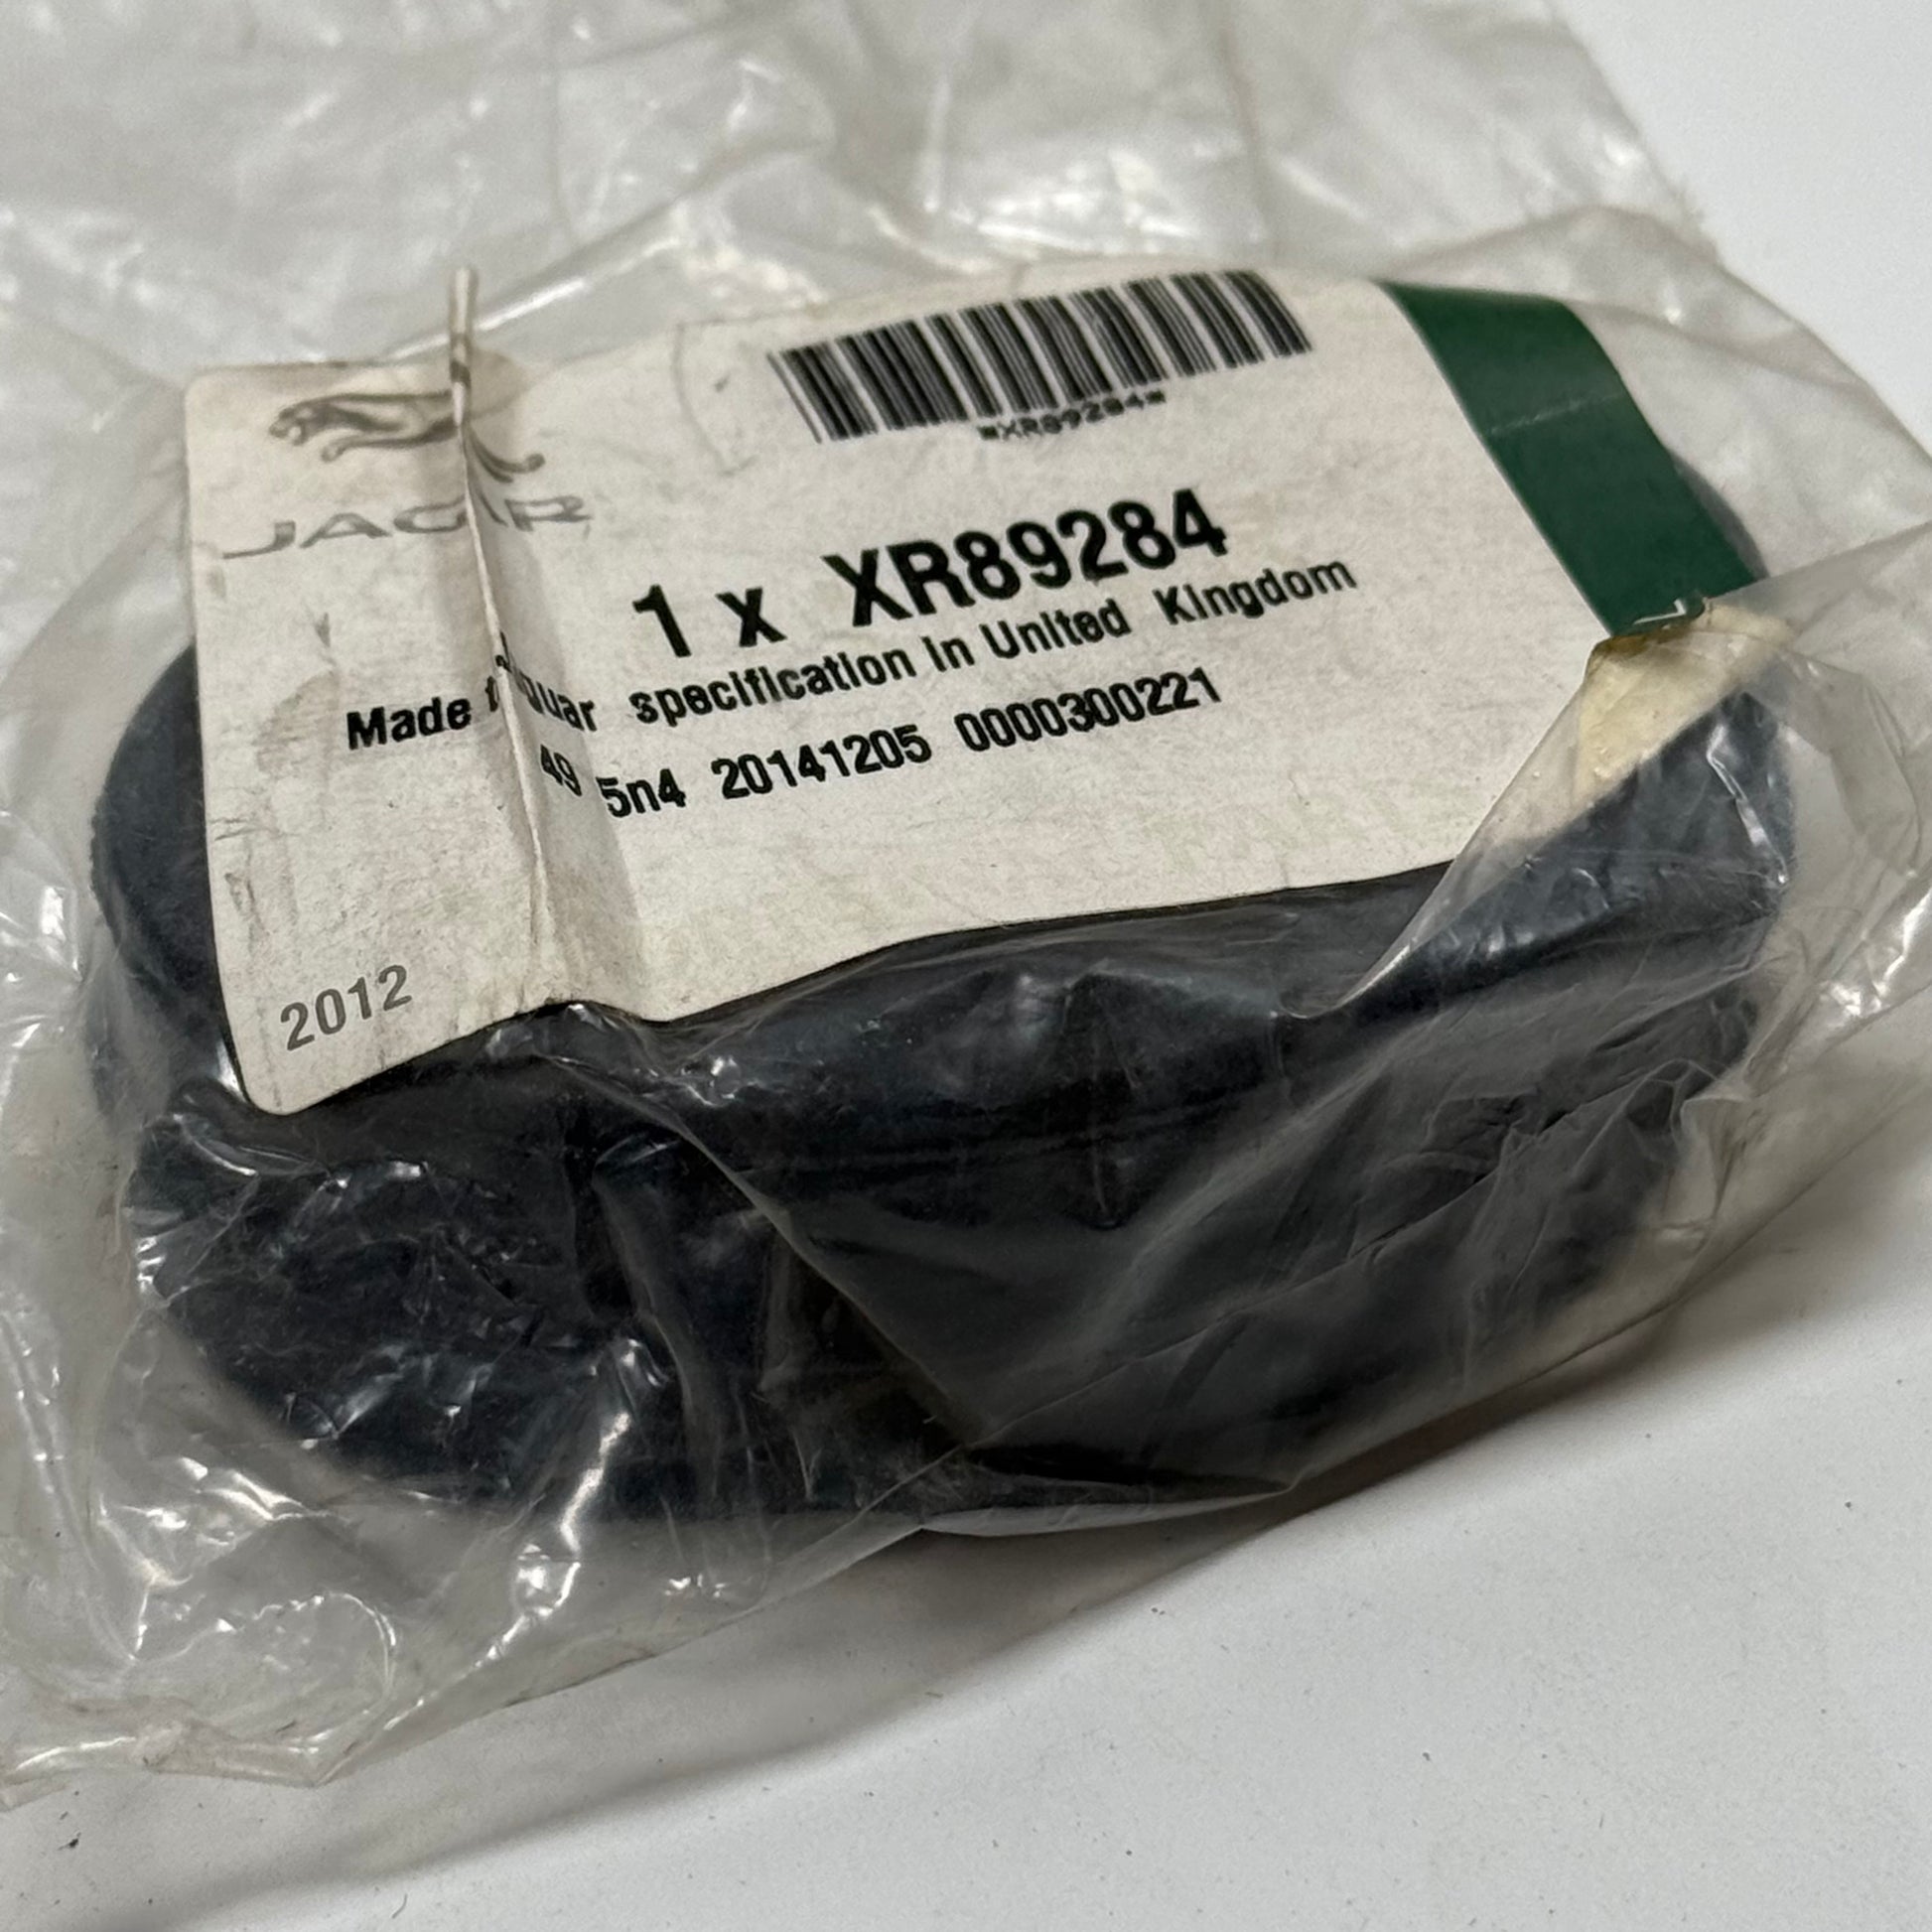 *XR89284*
JAGUAR
1 x XR89284
Made to Jaguar specification in United Kingdom
49 5n4 20141205 0000300221
2012